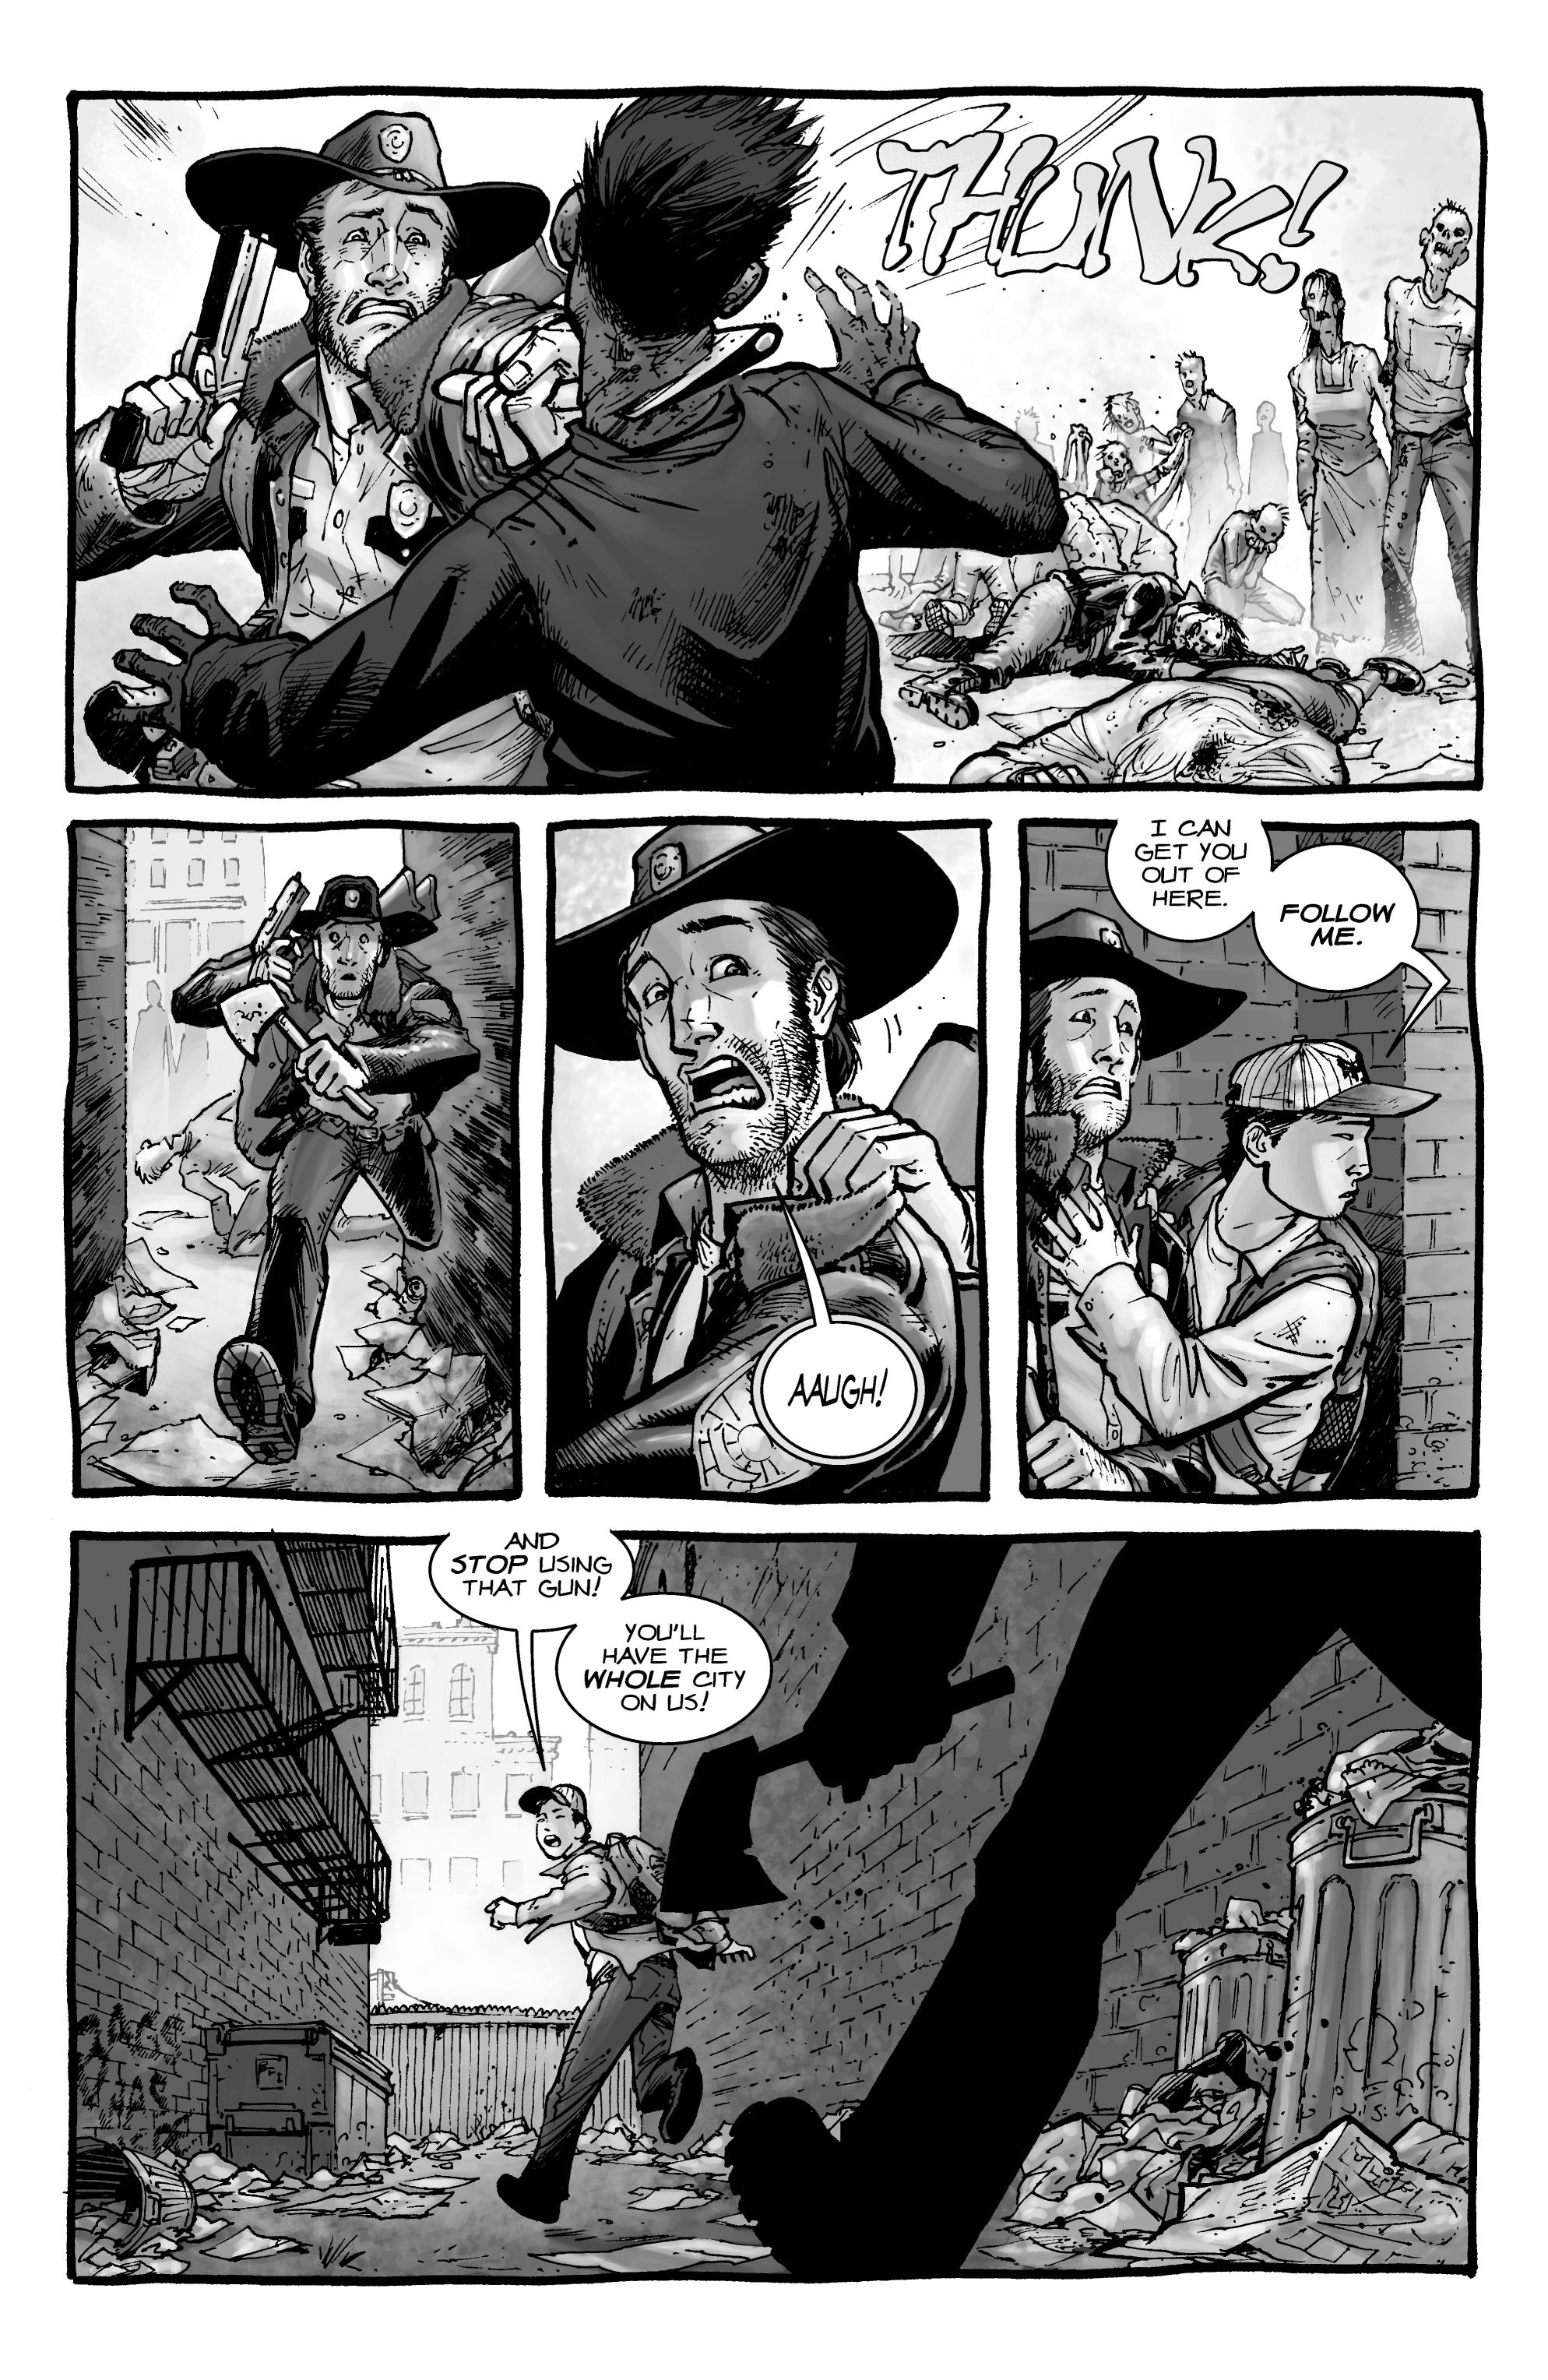 THUNK!
I CAN
GET YOU
OUT OF
HERE.
FOLLOW
ME.
AAUGH!
AND
STOP USING
THAT GUN!
YOU'LL
HAVE THE
WHOLE CITY
ON US!